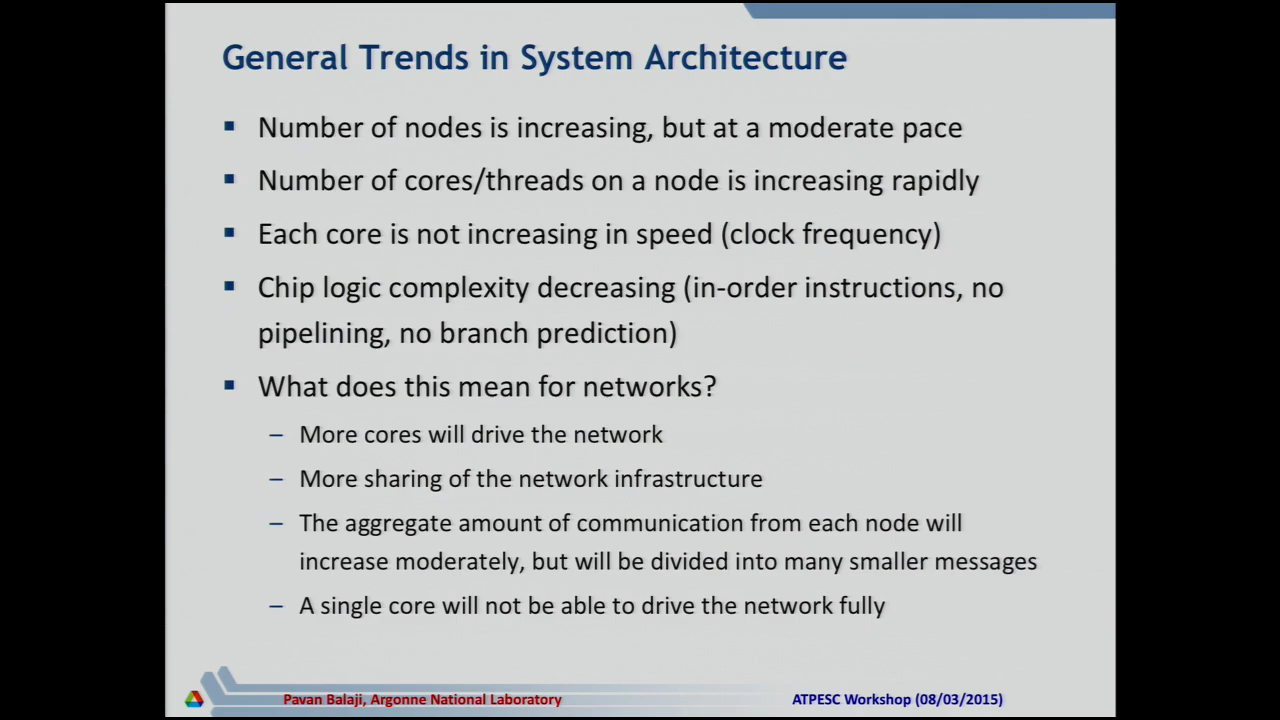 General Trends in System Architecture
▪ Number of nodes is increasing, but at a moderate pace
▪ Number of cores/threads on a node is increasing rapidly
▪ Each core is not increasing in speed (clock frequency)
▪ Chip logic complexity decreasing (in-order instructions, no
pipelining, no branch prediction)
▪ What does this mean for networks?
– More cores will drive the network
– More sharing of the network infrastructure
– The aggregate amount of communication from each node will
increase moderately, but will be divided into many smaller messages
– A single core will not be able to drive the network fully
Pavan Balaji, Argonne National Laboratory
ATPESC Workshop (08/03/2015)